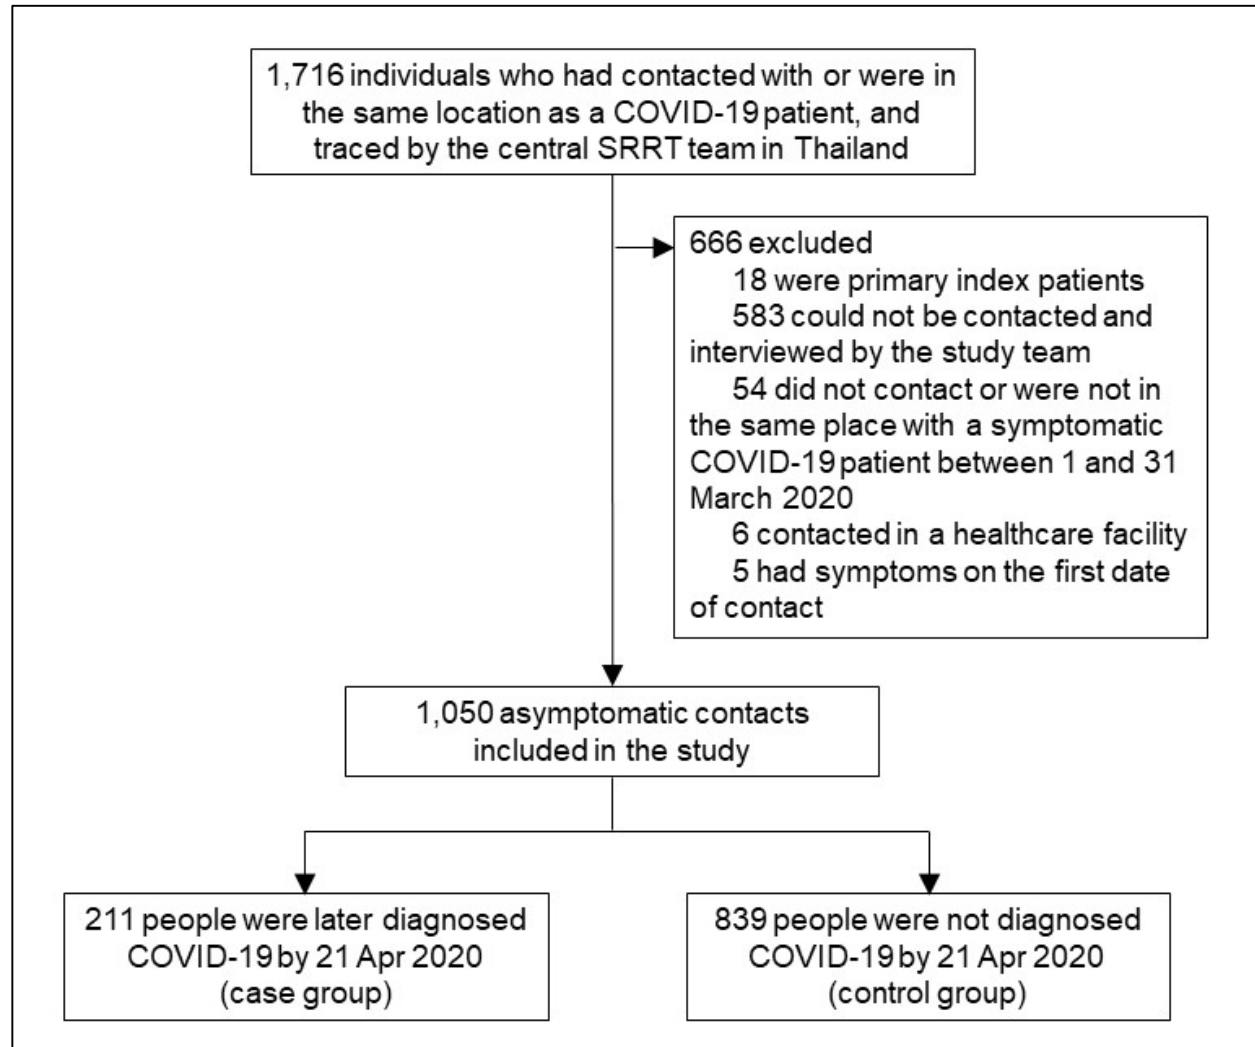 1,716 individuals who had contacted with or were in
the same location as a COVID-19 patient, and
traced by the central SRRT team in Thailand
666 excluded
18 were primary index patients
583 could not be contacted and
interviewed by the study team
54 did not contact or were not in
the same place with a symptomatic
COVID-19 patient between 1 and 31
March 2020
6 contacted in a healthcare facility
5 had symptoms on the first date
of contact
1,050 asymptomatic contacts
included in the study
211 people were later diagnosed
COVID-19 by 21 Apr 2020
(case group)
839 people were not diagnosed
COVID-19 by 21 Apr 2020
(control group)